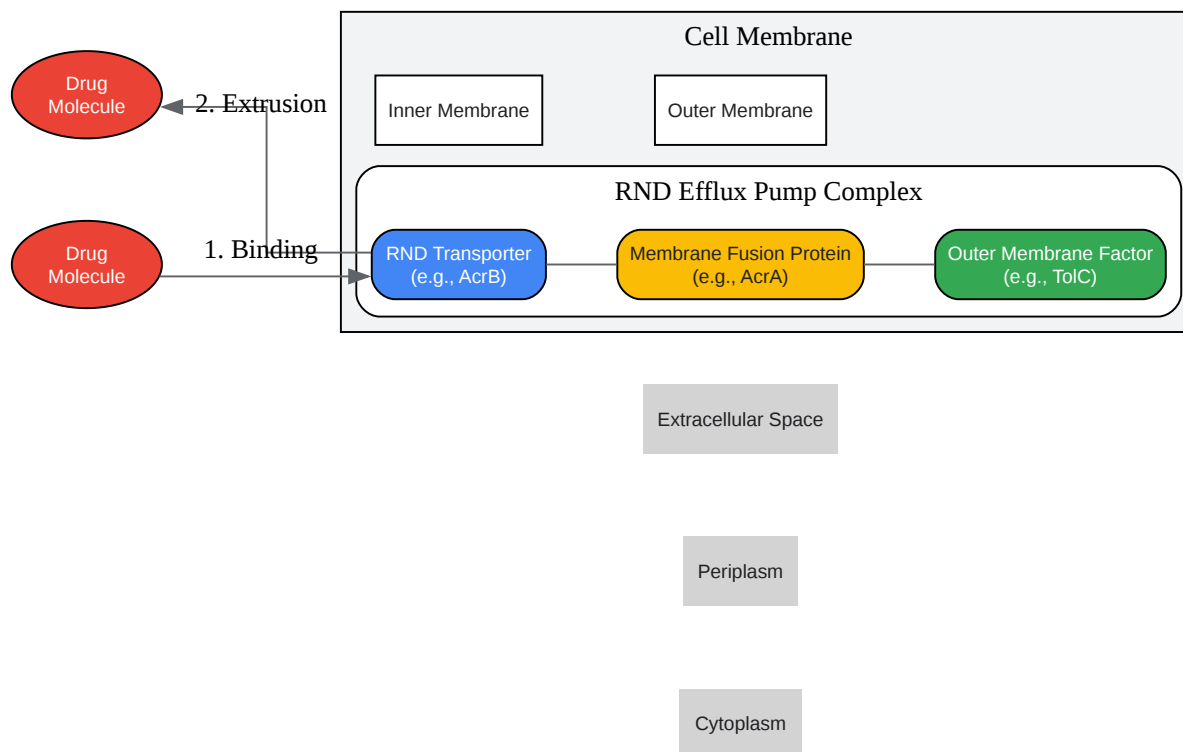 Cell Membrane
Drug
Molecule
2. Extrusion
Inner Membrane
Outer Membrane
RND Efflux Pump Complex
Drug
Molecule
1. Binding
RND Transporter
(e.g., AcrB)
Membrane Fusion Protein
(e.g., AcrA)
Outer Membrane Factor
(e.g., TolC)
Extracellular Space
Periplasm
Cytoplasm